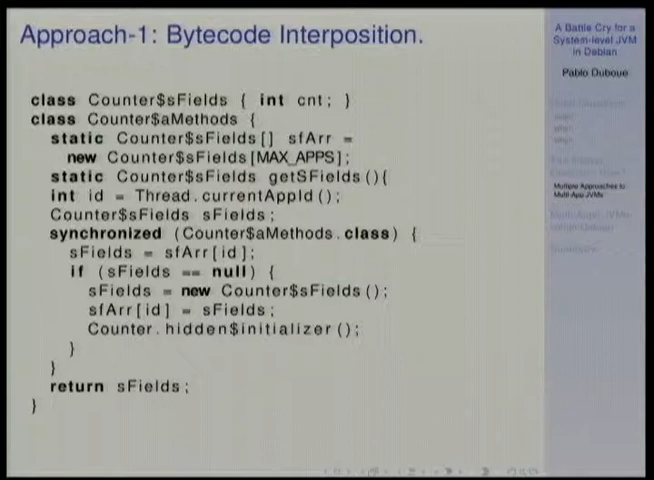 Approach-1: Bytecode Interposition.
class Counter$sFields { int cnt; }
class Counter$aMethods {
static Counter$sFields[] sfArr =
new Counter$sFields[MAX_APPS];
static Counter$sFields getSFields(){
int id = Thread.currentAppId();
Counter$sFields sFields;
synchronized (Counter$aMethods.class) {
sFields = sfArr[id];
if (sFields == null) {
sFields = new Counter$sFields();
sfArr[id] = sFields;
Counter.hidden$initializer();
}
}
return sFields;
}
A Battle Cry for a
System-level JVM
in Debian
Pablo Duboue
Multiple Approaches to
Multi-App JVMs